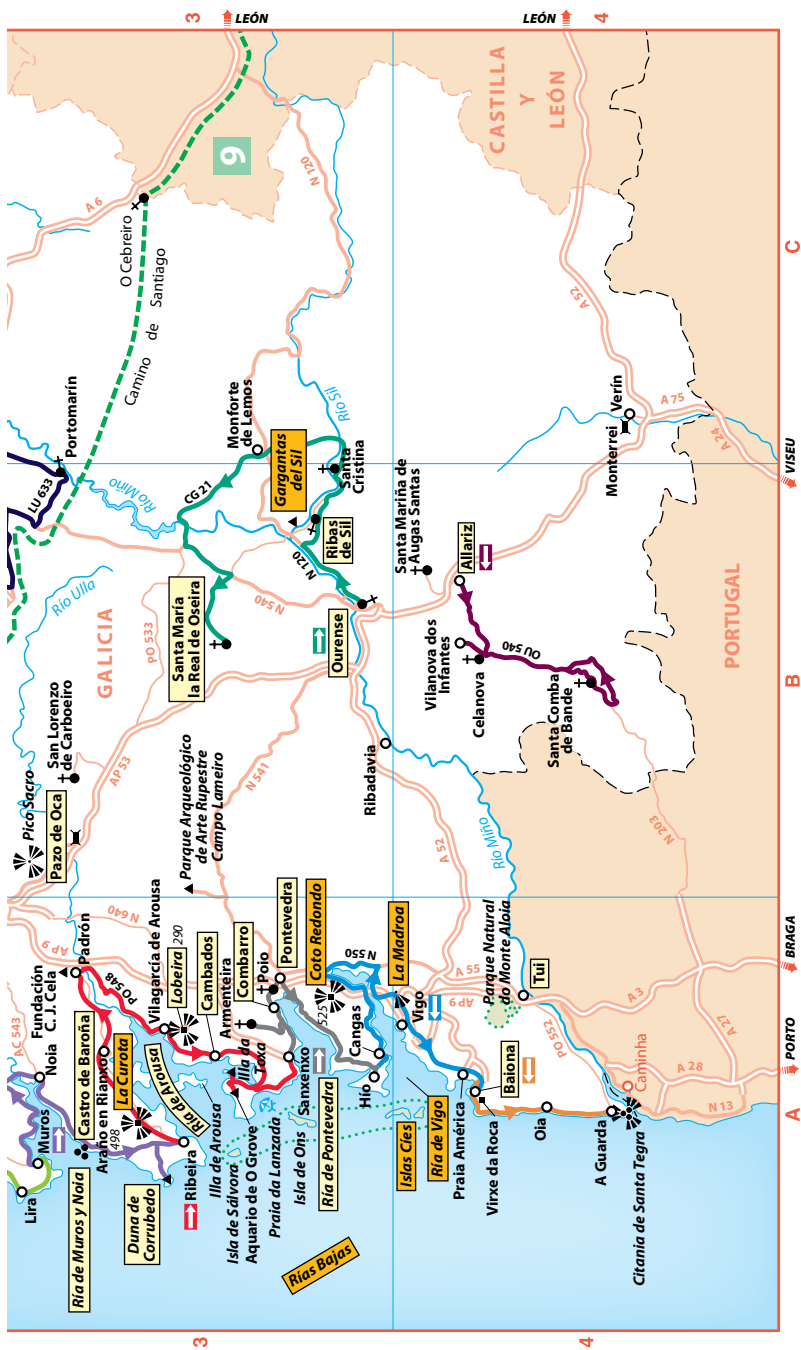 3
LEÓN
LEÓN
4
CASTILLA
Y
LEÓN
9
A 6
N 120
O Cebreiro
Camino de Santiago
A 52
C
Portomarín
LU 633
Río Miño
CG 21
Monforte
de Lemos
Gargantas
del Sil
Río Sil
Santa
Cristina
Ribas
de Sil
N 120
Verín
Monterrei
A 75
A 24
VISEU
Río Ulla
GALICIA
PO 533
N 540
Santa María
la Real de Oseira
Ourense
Santa Mariña de
Augas Santas
Allariz
Vilanova dos
Infantes
Celanova
OU 540
Santa Comba
de Bande
PORTUGAL
B
San Lorenzo
de Carboeiro
AP 53
Pico Sacro
Pazo de Oca
N 541
Parque Arqueológico
de Arte Rupestre
Campo Lameiro
Ribadavia
A 52
Río Miño
N 203
N 640
AP 9
Padrón
Fundación
C. J. Cela
AC 543
Noia
PO 548
Vilagarcía de Arousa
Lobeira 290
Cambados
Armenteira
Combarro
Poio
Pontevedra
Coto Redondo
525
N 550
La Madroa
Vigo
Cangas
Hío
A 55
AP 9
Parque Natural
do Monte Aloia
Tui
PO 552
A 3
A 27
A 28
N 13
BRAGA
PORTO
Caminha
Muros
Lira
Castro de Baroña
Araño en Rianxo
La Curota
498
Ría de Muros y Noia
Duna de
Corrubedo
Ribeira
Ría de Arousa
Illa de Arousa
Isla de Sálvora
Aquario de O Grove
Illa da
Toxa
Praia da Lanzada
Sanxenxo
Isla de Ons
Ría de Pontevedra
Rías Bajas
Islas Cíes
Ría de Vigo
Praia América
Baiona
Virxe da Roca
Oia
A Guarda
Citania de Santa Tegra
A
3
4